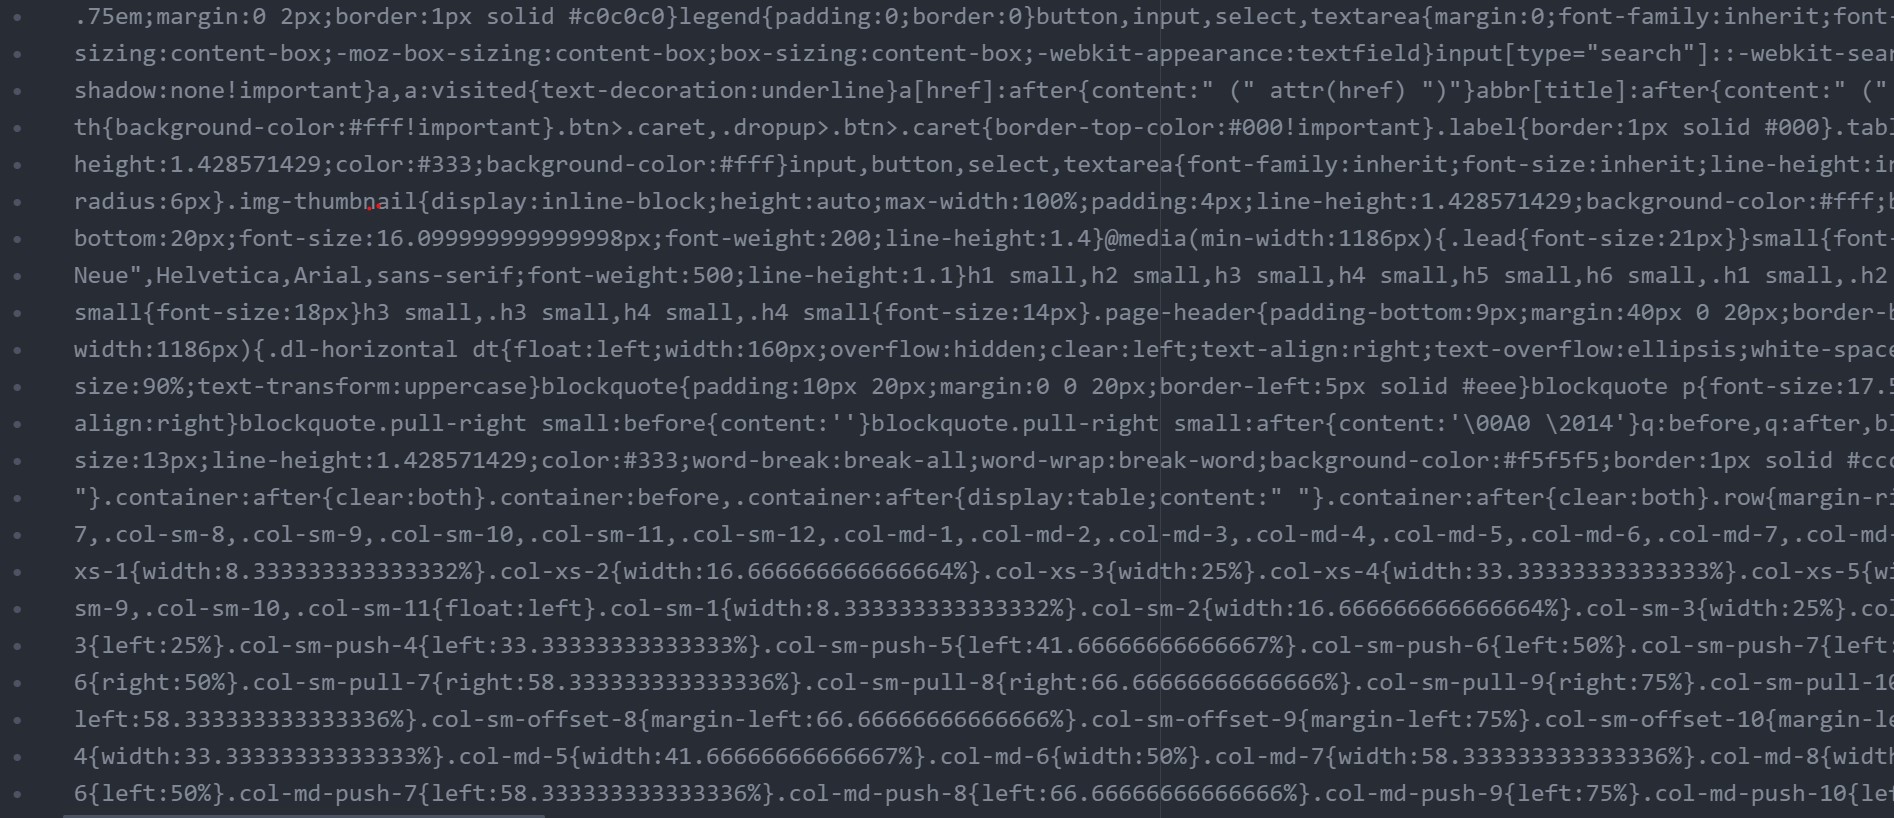 .75em;margin:0 2px;border:1px solid #c0c0c0}legend{padding:0;border:0}button,input,select,textarea{margin:0;font-family:inherit;font-
sizing:content-box;-moz-box-sizing:content-box;box-sizing:content-box;-webkit-appearance:textfield}input[type="search"]::-webkit-sear
shadow:none!important}a,a:visited{text-decoration:underline}a[href]:after{content:" (" attr(href) ")"}abbr[title]:after{content:" ("
th{background-color:#fff!important}.btn>.caret,.dropup>.btn>.caret{border-top-color:#000!important}.label{border:1px solid #000}.tab
height:1.428571429;color:#333;background-color:#fff}input,button,select,textarea{font-family:inherit;font-size:inherit;line-height:in
radius:6px}.img-thumbnail{display:inline-block;height:auto;max-width:100%;padding:4px;line-height:1.428571429;background-color:#fff;b
bottom:20px;font-size:16.099999999999998px;font-weight:200;line-height:1.4}@media(min-width:1186px){.lead{font-size:21px}}small{font-
Neue",Helvetica,Arial,sans-serif;font-weight:500;line-height:1.1}h1 small,h2 small,h3 small,h4 small,h5 small,h6 small,.h1 small,.h2
small{font-size:18px}h3 small,.h3 small,h4 small,.h4 small{font-size:14px}.page-header{padding-bottom:9px;margin:40px 0 20px;border-b
width:1186px){.dl-horizontal dt{float:left;width:160px;overflow:hidden;clear:left;text-align:right;text-overflow:ellipsis;white-space
size:90%;text-transform:uppercase}blockquote{padding:10px 20px;margin:0 0 20px;border-left:5px solid #eee}blockquote p{font-size:17.5
align:right}blockquote.pull-right small:before{content:''}blockquote.pull-right small:after{content:'\00A0 \2014'}q:before,q:after,bl
size:13px;line-height:1.428571429;color:#333;word-break:break-all;word-wrap:break-word;background-color:#f5f5f5;border:1px solid #ccc
"}.container:after{clear:both}.container:before,.container:after{display:table;content:" "}.container:after{clear:both}.row{margin-ri
7,.col-sm-8,.col-sm-9,.col-sm-10,.col-sm-11,.col-sm-12,.col-md-1,.col-md-2,.col-md-3,.col-md-4,.col-md-5,.col-md-6,.col-md-7,.col-md-
xs-1{width:8.333333333333332%}.col-xs-2{width:16.666666666666664%}.col-xs-3{width:25%}.col-xs-4{width:33.33333333333333%}.col-xs-5{wi
sm-9,.col-sm-10,.col-sm-11{float:left}.col-sm-1{width:8.333333333333332%}.col-sm-2{width:16.666666666666664%}.col-sm-3{width:25%}.col
3{left:25%}.col-sm-push-4{left:33.33333333333333%}.col-sm-push-5{left:41.66666666666667%}.col-sm-push-6{left:50%}.col-sm-push-7{left:
6{right:50%}.col-sm-pull-7{right:58.333333333333336%}.col-sm-pull-8{right:66.66666666666666%}.col-sm-pull-9{right:75%}.col-sm-pull-10
left:58.333333333333336%}.col-sm-offset-8{margin-left:66.66666666666666%}.col-sm-offset-9{margin-left:75%}.col-sm-offset-10{margin-le
4{width:33.33333333333333%}.col-md-5{width:41.66666666666667%}.col-md-6{width:50%}.col-md-7{width:58.333333333333336%}.col-md-8{width
6{left:50%}.col-md-push-7{left:58.333333333333336%}.col-md-push-8{left:66.66666666666666%}.col-md-push-9{left:75%}.col-md-push-10{let